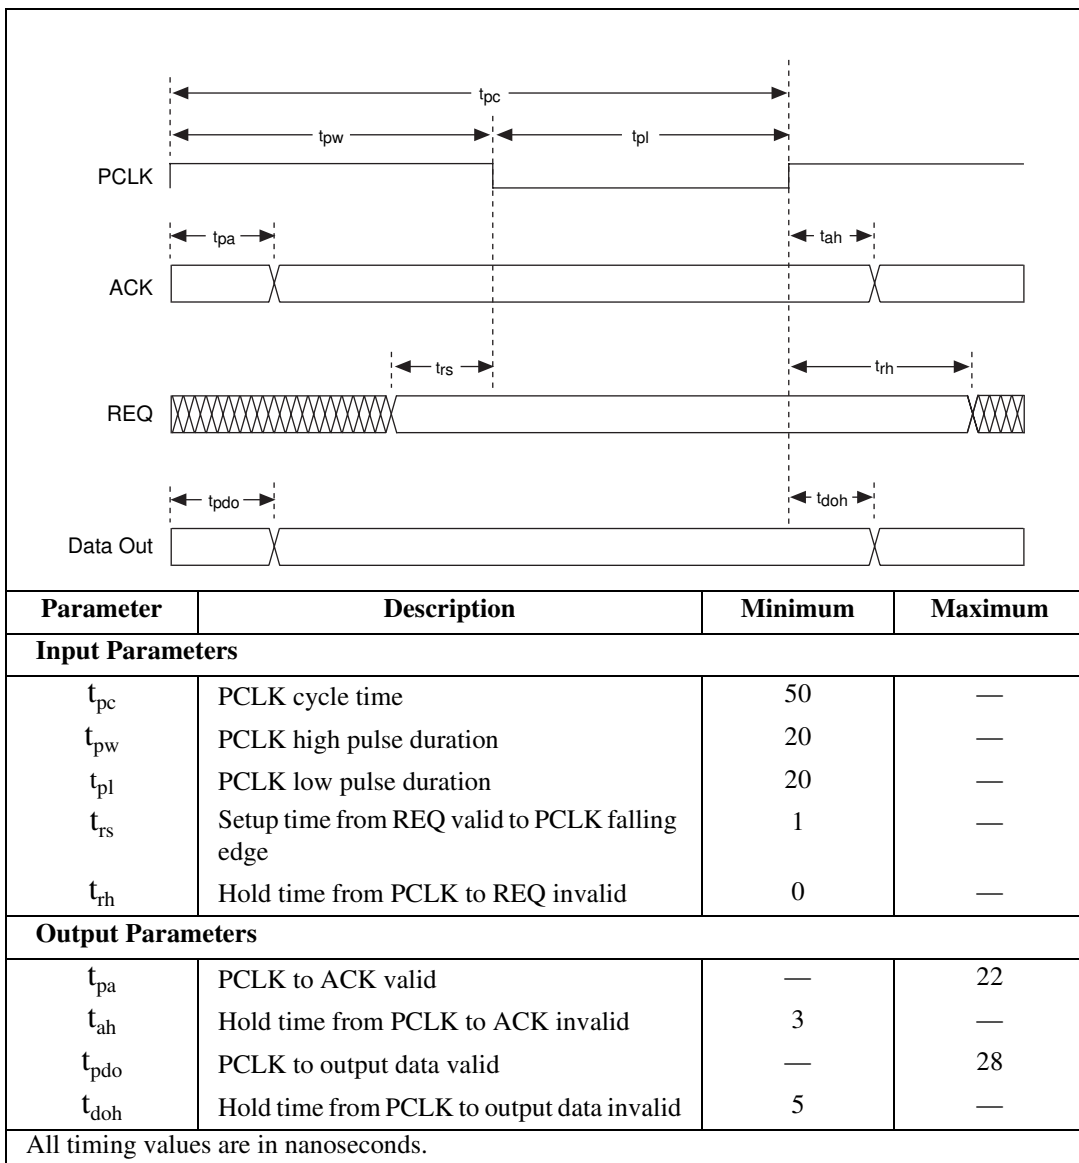 tpc
tpw tpl
PCLK
tpa tah
ACK
trs trh
REQ
tpdo tdoh
Data Out
Parameter Description Minimum Maximum
Input Parameters
tpc PCLK cycle time 50 —
tpw PCLK high pulse duration 20 —
tpl PCLK low pulse duration 20 —
trs Setup time from REQ valid to PCLK falling 1 —
edge
trh Hold time from PCLK to REQ invalid 0 —
Output Parameters
tpa PCLK to ACK valid — 22
tah Hold time from PCLK to ACK invalid 3 —
tpdo PCLK to output data valid — 28
tdoh Hold time from PCLK to output data invalid 5 —
All timing values are in nanoseconds.